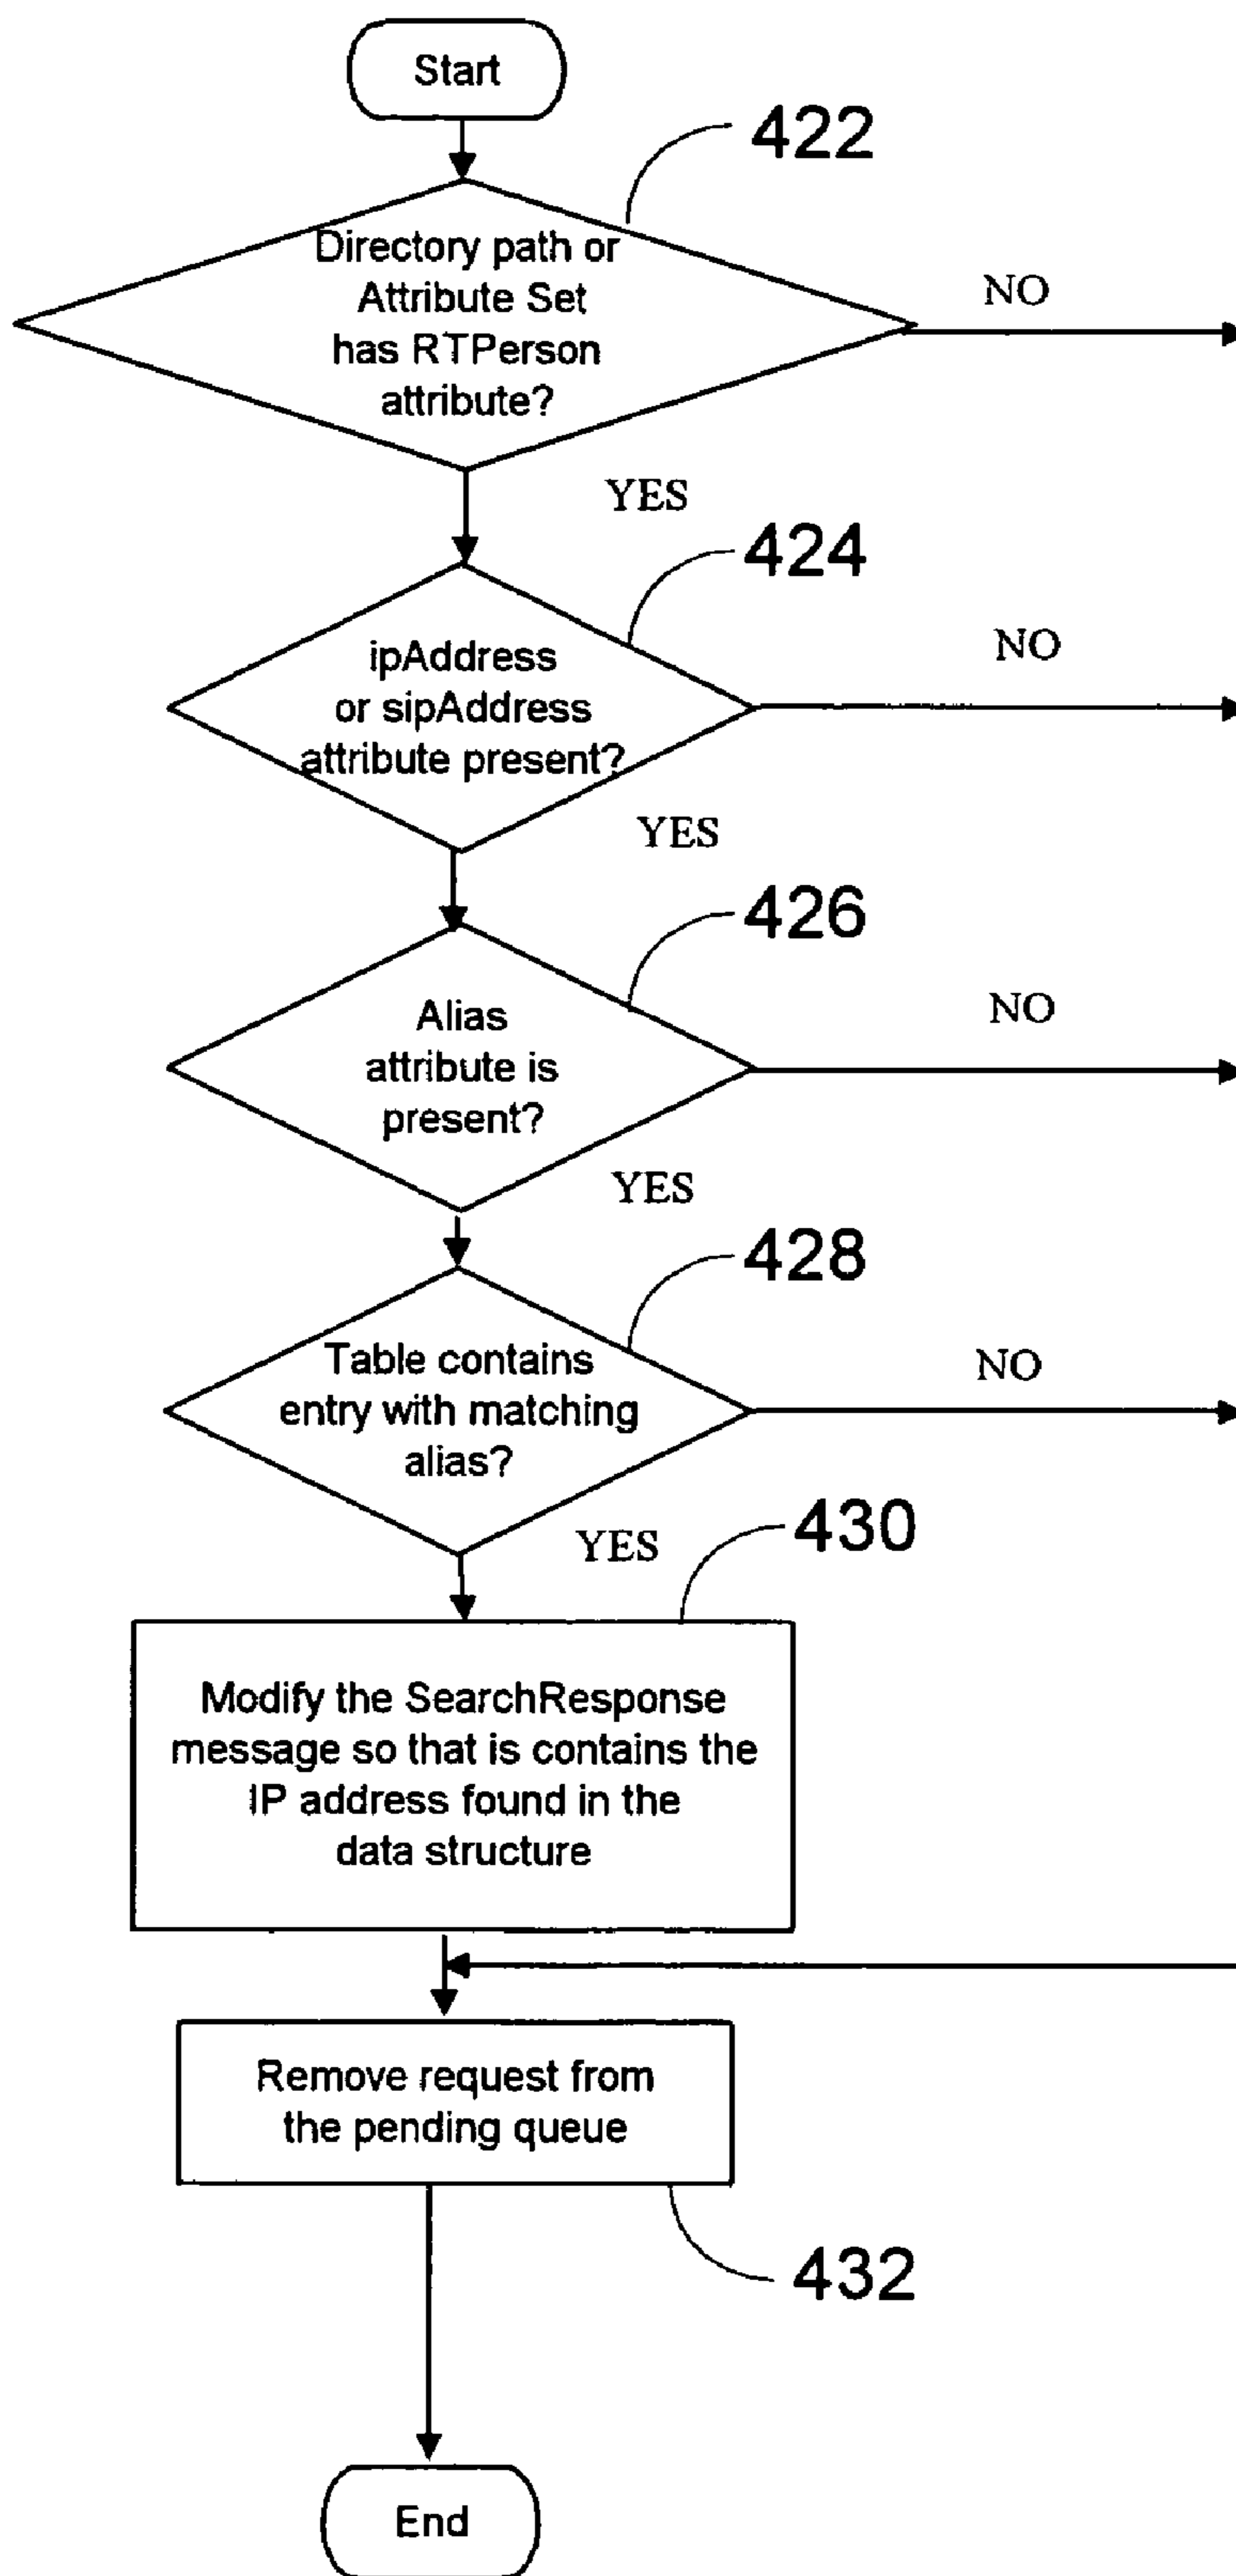 Start
422
Directory path or
Attribute Set
has RTPerson
attribute?
NO
YES
424
ipAddress
or sipAddress
attribute present?
NO
YES
426
Alias
attribute is
present?
NO
YES
428
Table contains
entry with matching
alias?
NO
YES
430
Modify the SearchResponse
message so that is contains the
IP address found in the
data structure
Remove request from
the pending queue
432
End